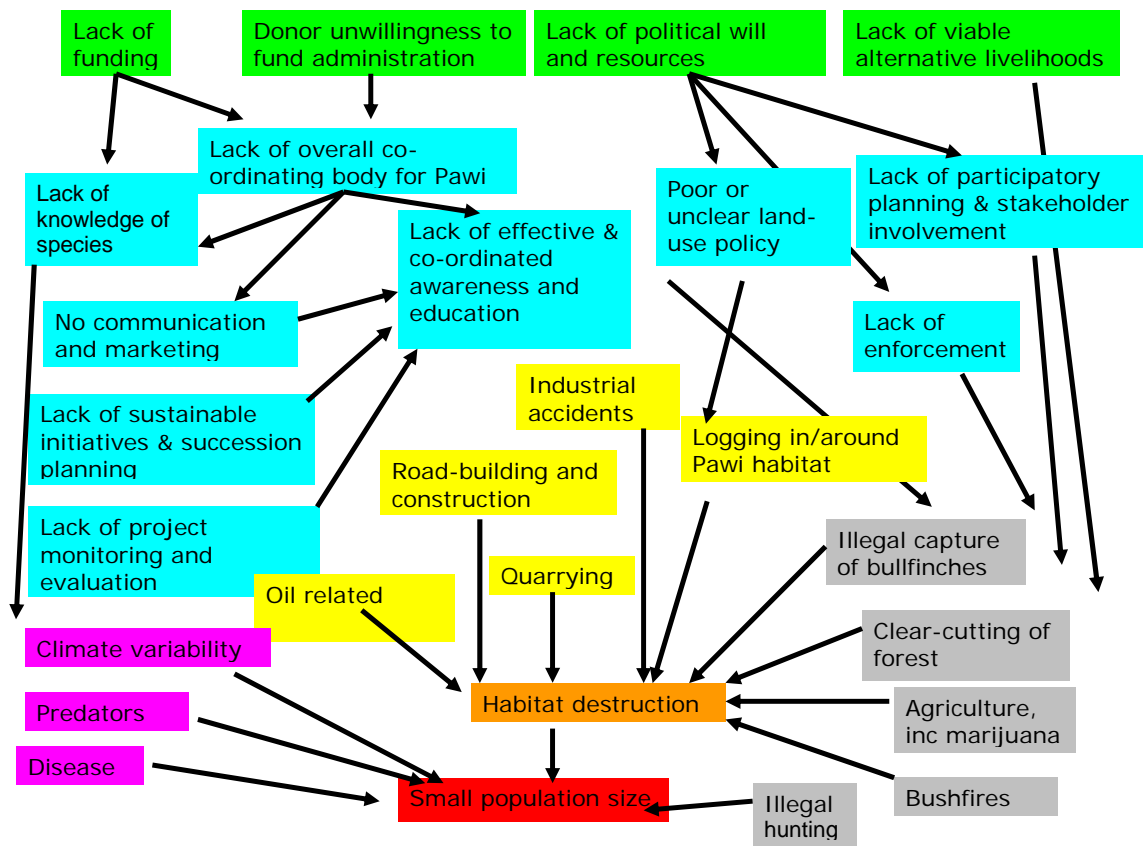 Lack of
funding
Donor unwillingness to
fund administration
Lack of political will
and resources
Lack of viable
alternative livelihoods
Lack of overall co-
ordinating body for Pawi
Lack of
knowledge of
species
Lack of effective &
co-ordinated
awareness and
education
Poor or
unclear land-
use policy
Lack of participatory
planning & stakeholder
involvement
No communication
and marketing
Lack of
enforcement
Lack of sustainable
initiatives & succession
planning
Industrial
accidents
Logging in/around
Pawi habitat
Road-building and
construction
Lack of project
monitoring and
evaluation
Oil related
Quarrying
Illegal capture
of bullfinches
Climate variability
Clear-cutting of
forest
Predators
Habitat destruction
Agriculture,
inc marijuana
Disease
Small population size
Illegal
hunting
Bushfires